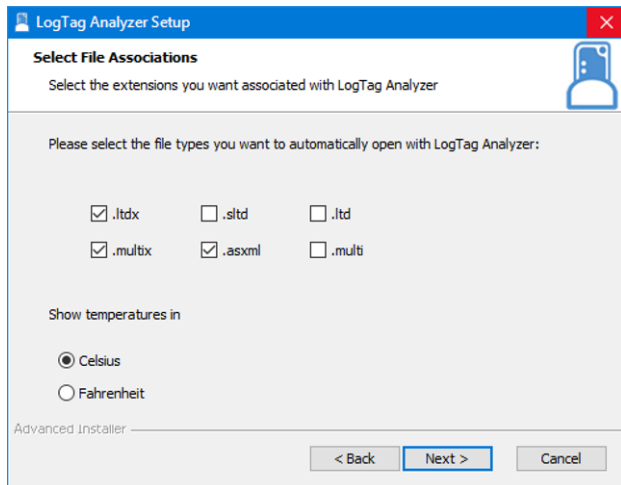 LogTag Analyzer Setup
Select File Associations
Select the extensions you want associated with LogTag Analyzer
Please select the file types you want to automatically open with LogTag Analyzer:
.ltdx .sltd .ltd
.multix .asxml .multi
Show temperatures in
Celsius
Fahrenheit
Advanced Installer
< Back Next > Cancel